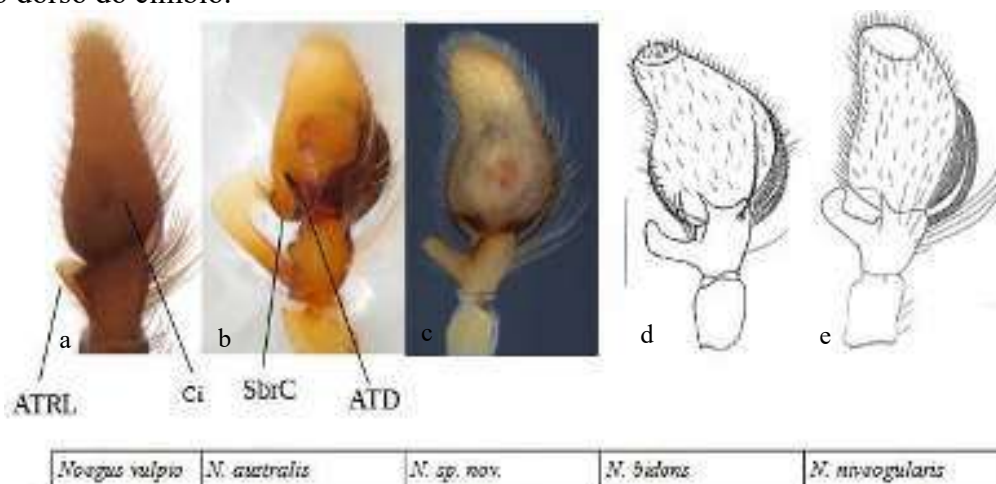 o dorso do címbio.
a b c d e
ATRL Ci SbrC ATD
Noegus vulpio N. australis N. sp. nov. N. bidens N. niveogularis